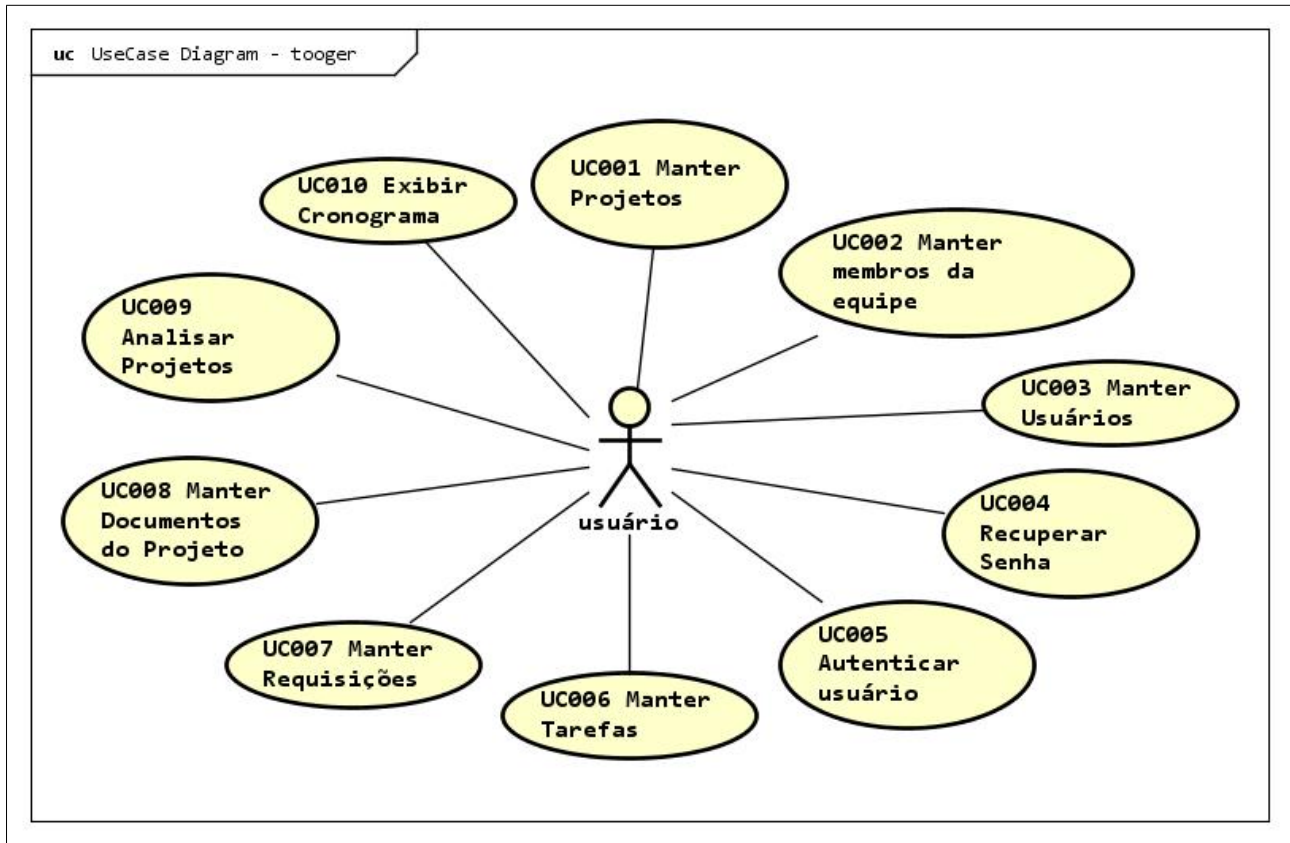 uc UseCase Diagram - tooger
UC001 Manter
Projetos
UC002 Manter
membros da
equipe
UC003 Manter
Usuários
UC004
Recuperar
Senha
UC005
Autenticar
usuário
UC006 Manter
Tarefas
UC007 Manter
Requisições
UC008 Manter
Documentos
do Projeto
UC009
Analisar
Projetos
UC010 Exibir
Cronograma
usuário